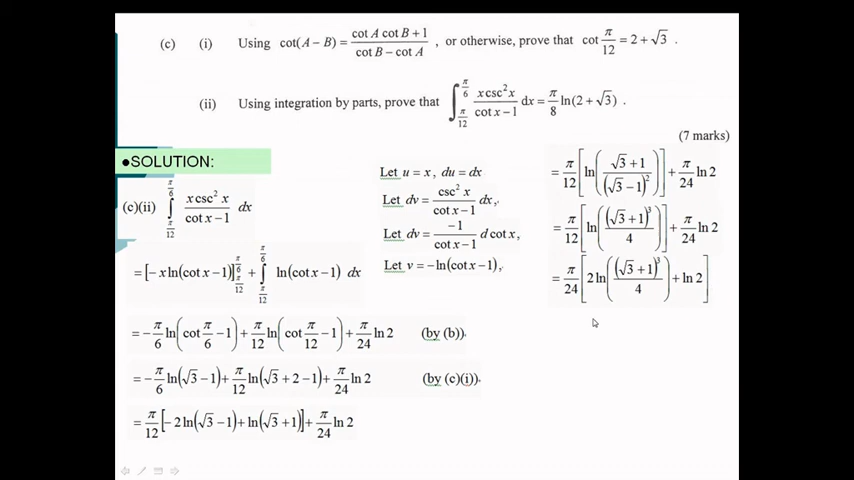 (c) (i) Using cot(A − B) = (cot A cot B + 1)/(cot B − cot A) , or otherwise, prove that cot π/12 = 2 + √3 .
(ii) Using integration by parts, prove that ∫_{π/12}^{π/6} (x csc² x)/(cot x − 1) dx = π/8 ln(2 + √3) .
(7 marks)
●SOLUTION:
(c)(ii) ∫_{π/12}^{π/6} (x csc² x)/(cot x − 1) dx
= [− x ln(cot x − 1)]_{π/12}^{π/6} + ∫_{π/12}^{π/6} ln(cot x − 1) dx
= −π/6 ln(cot π/6 − 1) + π/12 ln(cot π/12 − 1) + π/24 ln 2 (by (b)).
= −π/6 ln(√3 − 1) + π/12 ln(√3 + 2 − 1) + π/24 ln 2 (by (c)(i)).
= π/12 [− 2 ln(√3 − 1) + ln(√3 + 1)] + π/24 ln 2
Let u = x, du = dx
Let dv = (csc² x)/(cot x − 1) dx,.
Let dv = −1/(cot x − 1) d cot x,
Let v = −ln(cot x − 1),
= π/12 [ln((√3 + 1)/(√3 − 1)²)] + π/24 ln 2
= π/12 [ln((√3 + 1)³/4)] + π/24 ln 2
= π/24 [2 ln((√3 + 1)³/4) + ln 2]